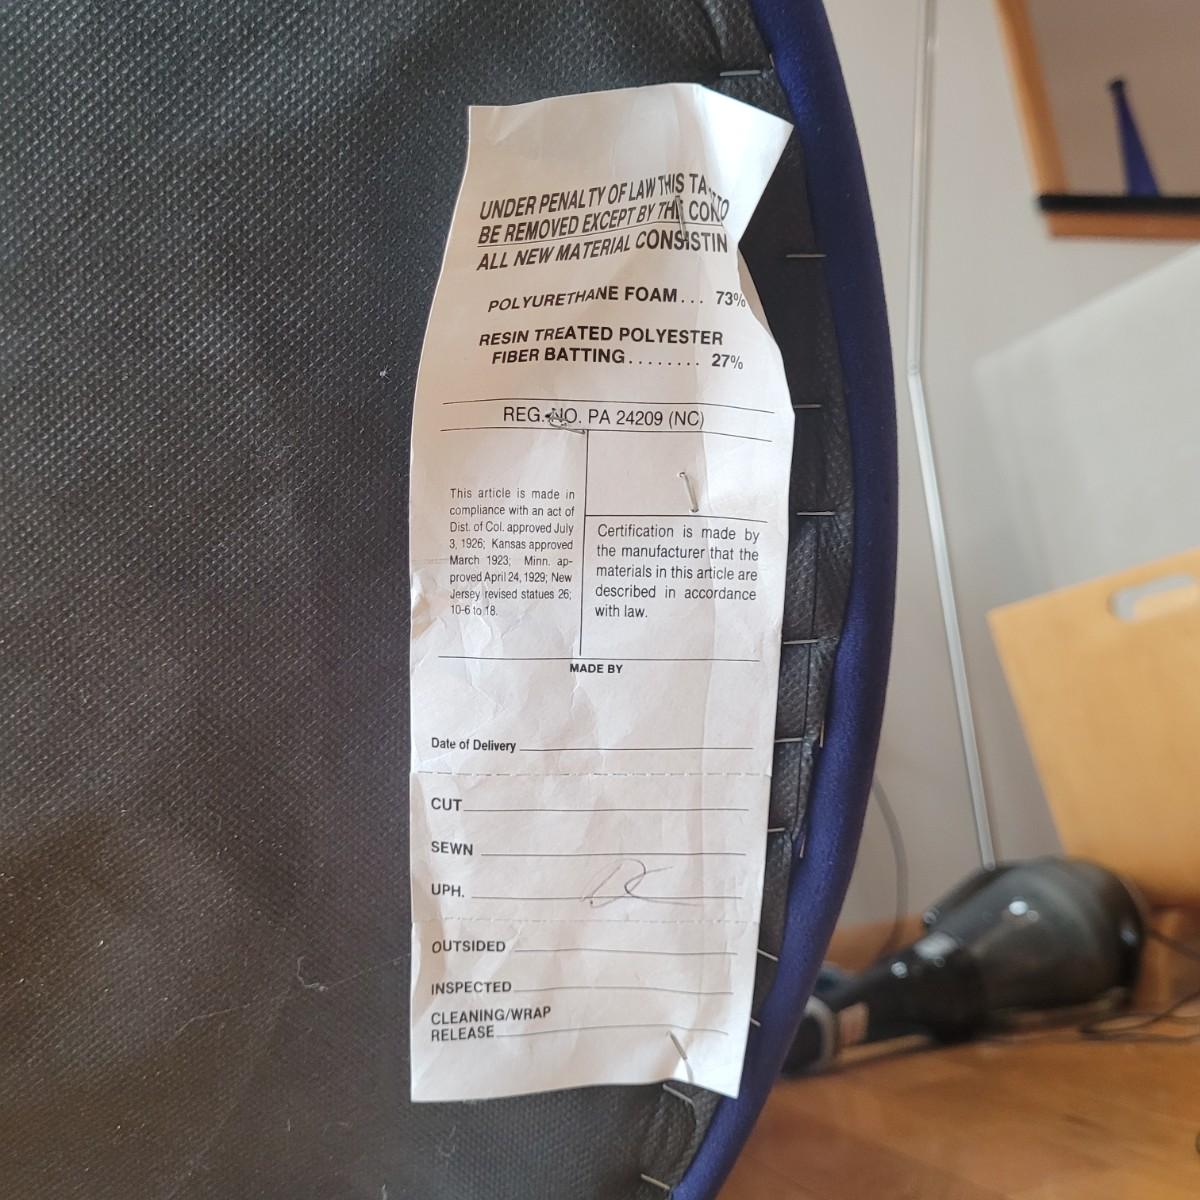 UNDER PENALTY OF LAW THIS TA
BE REMOVED EXCEPT BY THE CON
ALL NEW MATERIAL CONSISTIN
POLYURETHANE FOAM... 73%
RESIN TREATED POLYESTER
FIBER BATTING........ 27%
REG. NO. PA 24209 (NC)
This article is made in
compliance with an act of
Dist. of Col. approved July
3, 1926; Kansas approved
March 1923; Minn. ap-
proved April 24, 1929; New
Jersey revised statues 26;
10-6 to 18.
Certification is made by
the manufacturer that the
materials in this article are
described in accordance
with law.
MADE BY
Date of Delivery
CUT
SEWN
UPH.
OUTSIDED
INSPECTED
CLEANING/WRAP
RELEASE